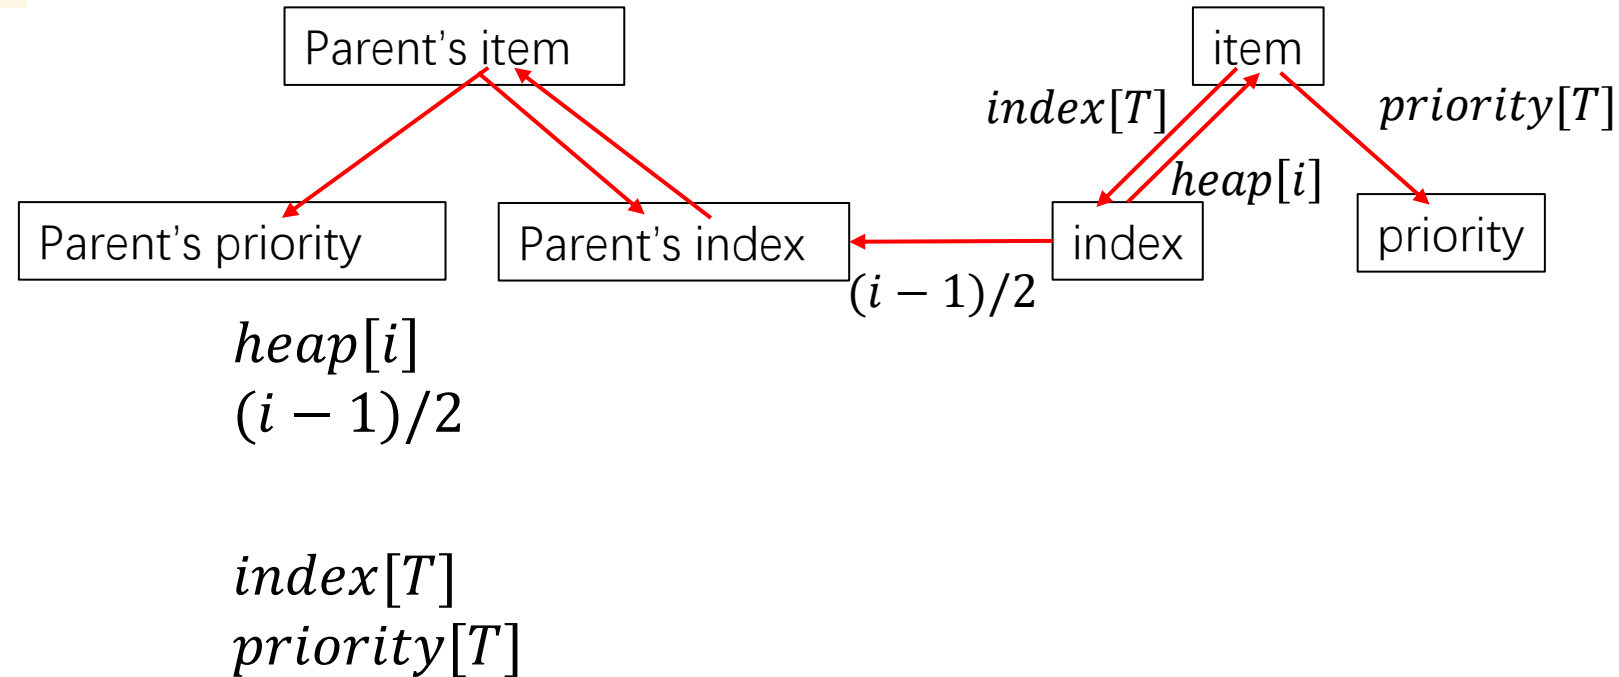 Parent’s item
item
index[T]
priority[T]
heap[i]
Parent’s priority
Parent’s index
index
priority
(i − 1)/2
heap[i]
(i − 1)/2
index[T]
priority[T]